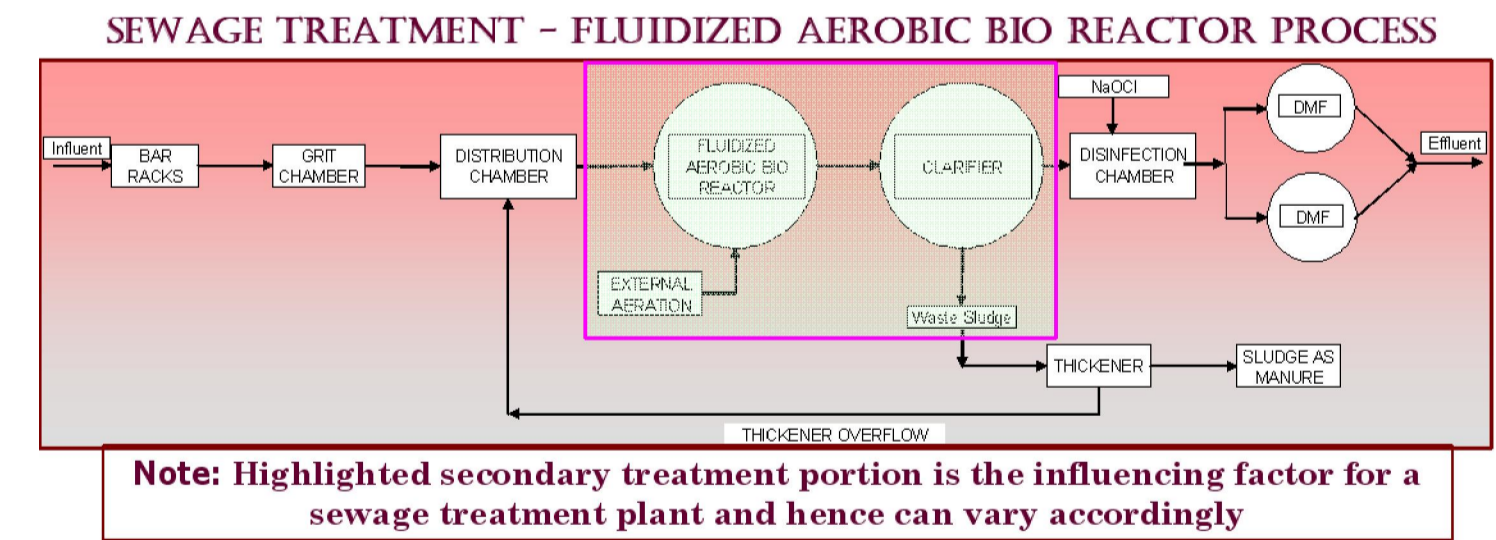 SEWAGE TREATMENT - FLUIDIZED AEROBIC BIO REACTOR PROCESS
Influent
BAR
RACKS
GRIT
CHAMBER
DISTRIBUTION
CHAMBER
FLUIDIZED
AEROBIC BIO
REACTOR
EXTERNAL
AERATION
CLARIFIER
Waste Sludge
NaOCl
DISINFECTION
CHAMBER
DMF
DMF
Effluent
THICKENER
SLUDGE AS
MANURE
THICKENER OVERFLOW
Note: Highlighted secondary treatment portion is the influencing factor for a
sewage treatment plant and hence can vary accordingly